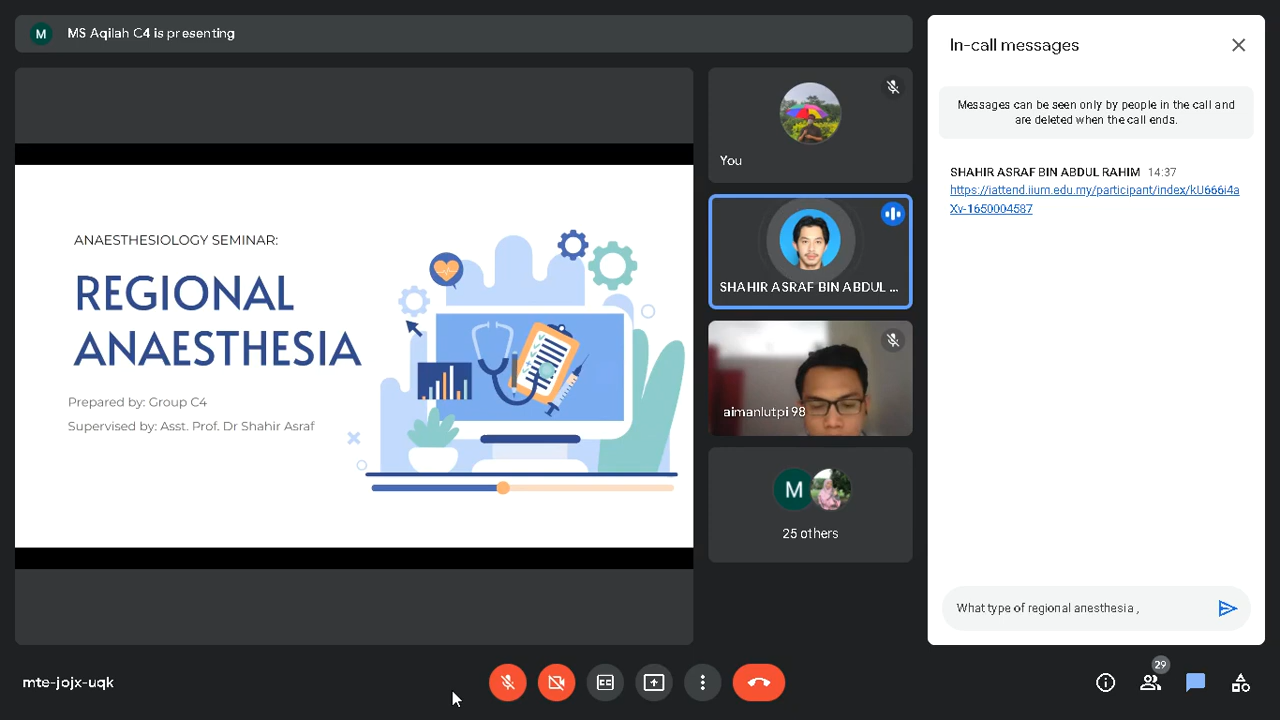 M
MS Aqilah C4 is presenting
ANAESTHESIOLOGY SEMINAR:
REGIONAL
ANAESTHESIA
Prepared by: Group C4
Supervised by: Asst. Prof. Dr Shahir Asraf
You
SHAHIR ASRAF BIN ABDUL ...
aimanlutpi 98
M
25 others
In-call messages
Messages can be seen only by people in the call and
are deleted when the call ends.
SHAHIR ASRAF BIN ABDUL RAHIM 14:37
https://iattend.iium.edu.my/participant/index/kU666i4a
Xv-1650004587
What type of regional anesthesia ,
mte-jojx-uqk
CC
29